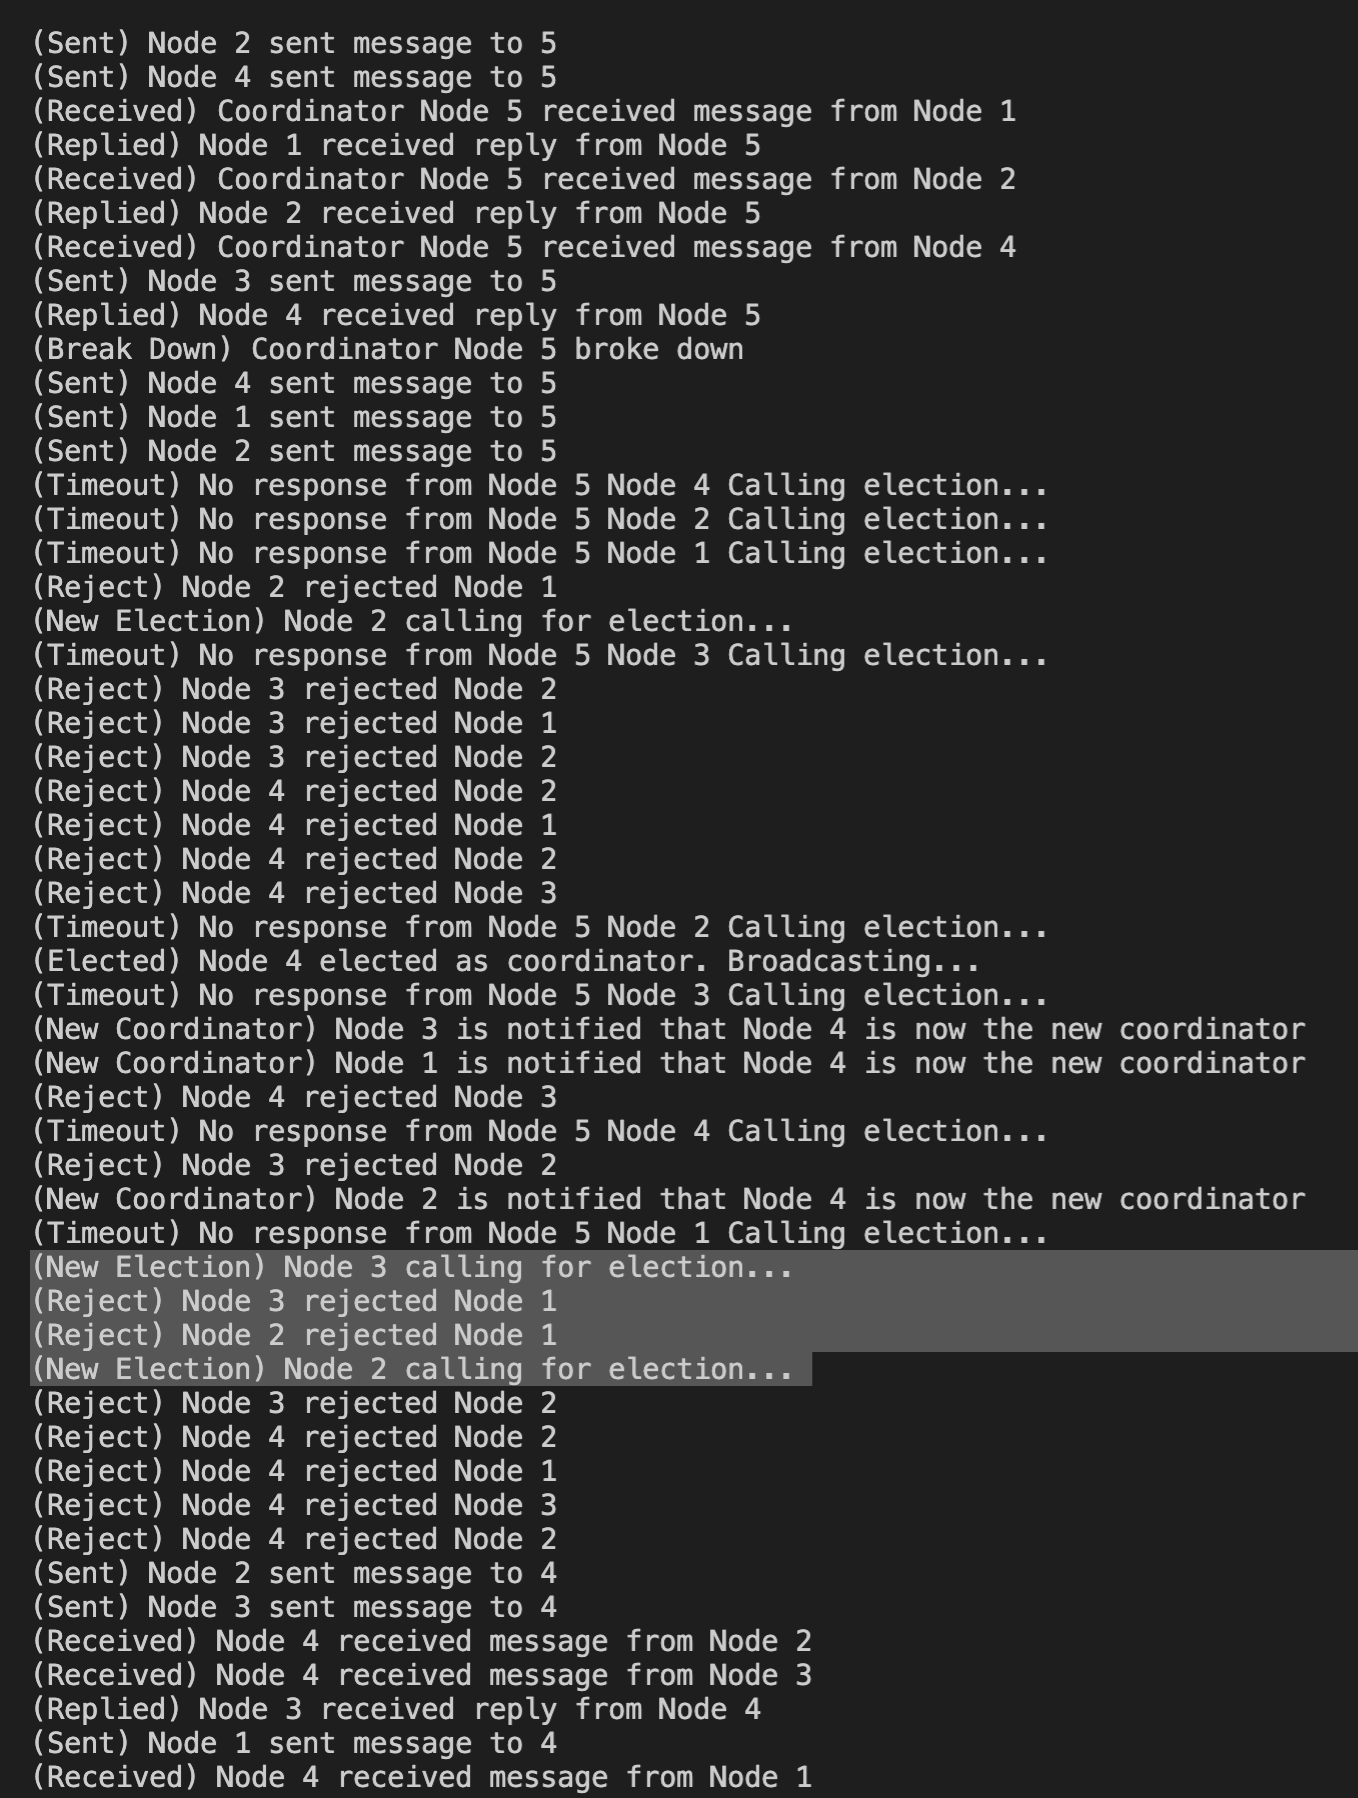 (Sent) Node 2 sent message to 5
(Sent) Node 4 sent message to 5
(Received) Coordinator Node 5 received message from Node 1
(Replied) Node 1 received reply from Node 5
(Received) Coordinator Node 5 received message from Node 2
(Replied) Node 2 received reply from Node 5
(Received) Coordinator Node 5 received message from Node 4
(Sent) Node 3 sent message to 5
(Replied) Node 4 received reply from Node 5
(Break Down) Coordinator Node 5 broke down
(Sent) Node 4 sent message to 5
(Sent) Node 1 sent message to 5
(Sent) Node 2 sent message to 5
(Timeout) No response from Node 5 Node 4 Calling election...
(Timeout) No response from Node 5 Node 2 Calling election...
(Timeout) No response from Node 5 Node 1 Calling election...
(Reject) Node 2 rejected Node 1
(New Election) Node 2 calling for election...
(Timeout) No response from Node 5 Node 3 Calling election...
(Reject) Node 3 rejected Node 2
(Reject) Node 3 rejected Node 1
(Reject) Node 3 rejected Node 2
(Reject) Node 4 rejected Node 2
(Reject) Node 4 rejected Node 1
(Reject) Node 4 rejected Node 2
(Reject) Node 4 rejected Node 3
(Timeout) No response from Node 5 Node 2 Calling election...
(Elected) Node 4 elected as coordinator. Broadcasting...
(Timeout) No response from Node 5 Node 3 Calling election...
(New Coordinator) Node 3 is notified that Node 4 is now the new coordinator
(New Coordinator) Node 1 is notified that Node 4 is now the new coordinator
(Reject) Node 4 rejected Node 3
(Timeout) No response from Node 5 Node 4 Calling election...
(Reject) Node 3 rejected Node 2
(New Coordinator) Node 2 is notified that Node 4 is now the new coordinator
(Timeout) No response from Node 5 Node 1 Calling election...
(New Election) Node 3 calling for election...
(Reject) Node 3 rejected Node 1
(Reject) Node 2 rejected Node 1
(New Election) Node 2 calling for election...
(Reject) Node 3 rejected Node 2
(Reject) Node 4 rejected Node 2
(Reject) Node 4 rejected Node 1
(Reject) Node 4 rejected Node 3
(Reject) Node 4 rejected Node 2
(Sent) Node 2 sent message to 4
(Sent) Node 3 sent message to 4
(Received) Node 4 received message from Node 2
(Received) Node 4 received message from Node 3
(Replied) Node 3 received reply from Node 4
(Sent) Node 1 sent message to 4
(Received) Node 4 received message from Node 1